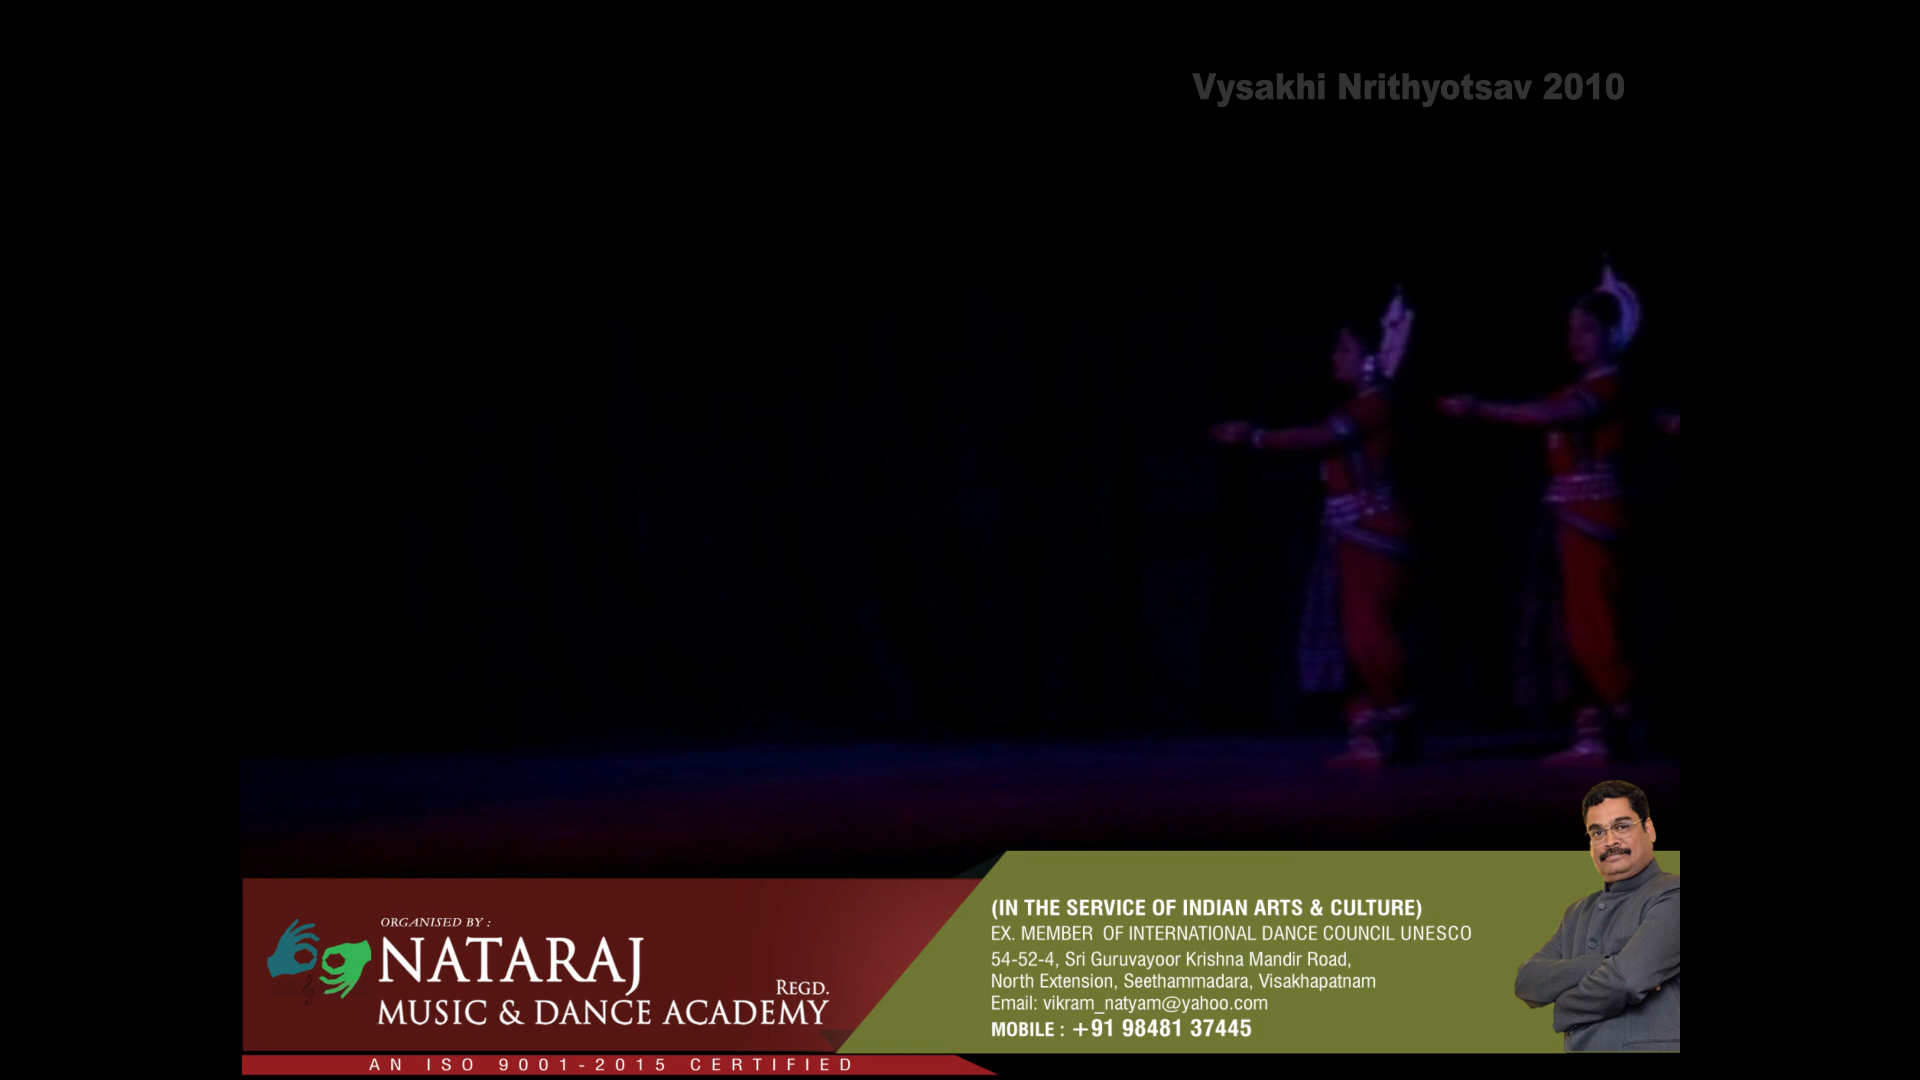 Vysakhi Nrithyotsav 2010
ORGANISED BY :
NATARAJ
REGD.
MUSIC & DANCE ACADEMY
AN ISO 9001-2015 CERTIFIED
(IN THE SERVICE OF INDIAN ARTS & CULTURE)
EX. MEMBER OF INTERNATIONAL DANCE COUNCIL UNESCO
54-52-4, Sri Guruvayoor Krishna Mandir Road,
North Extension, Seethammadara, Visakhapatnam
Email: vikram_natyam@yahoo.com
MOBILE : +91 98481 37445